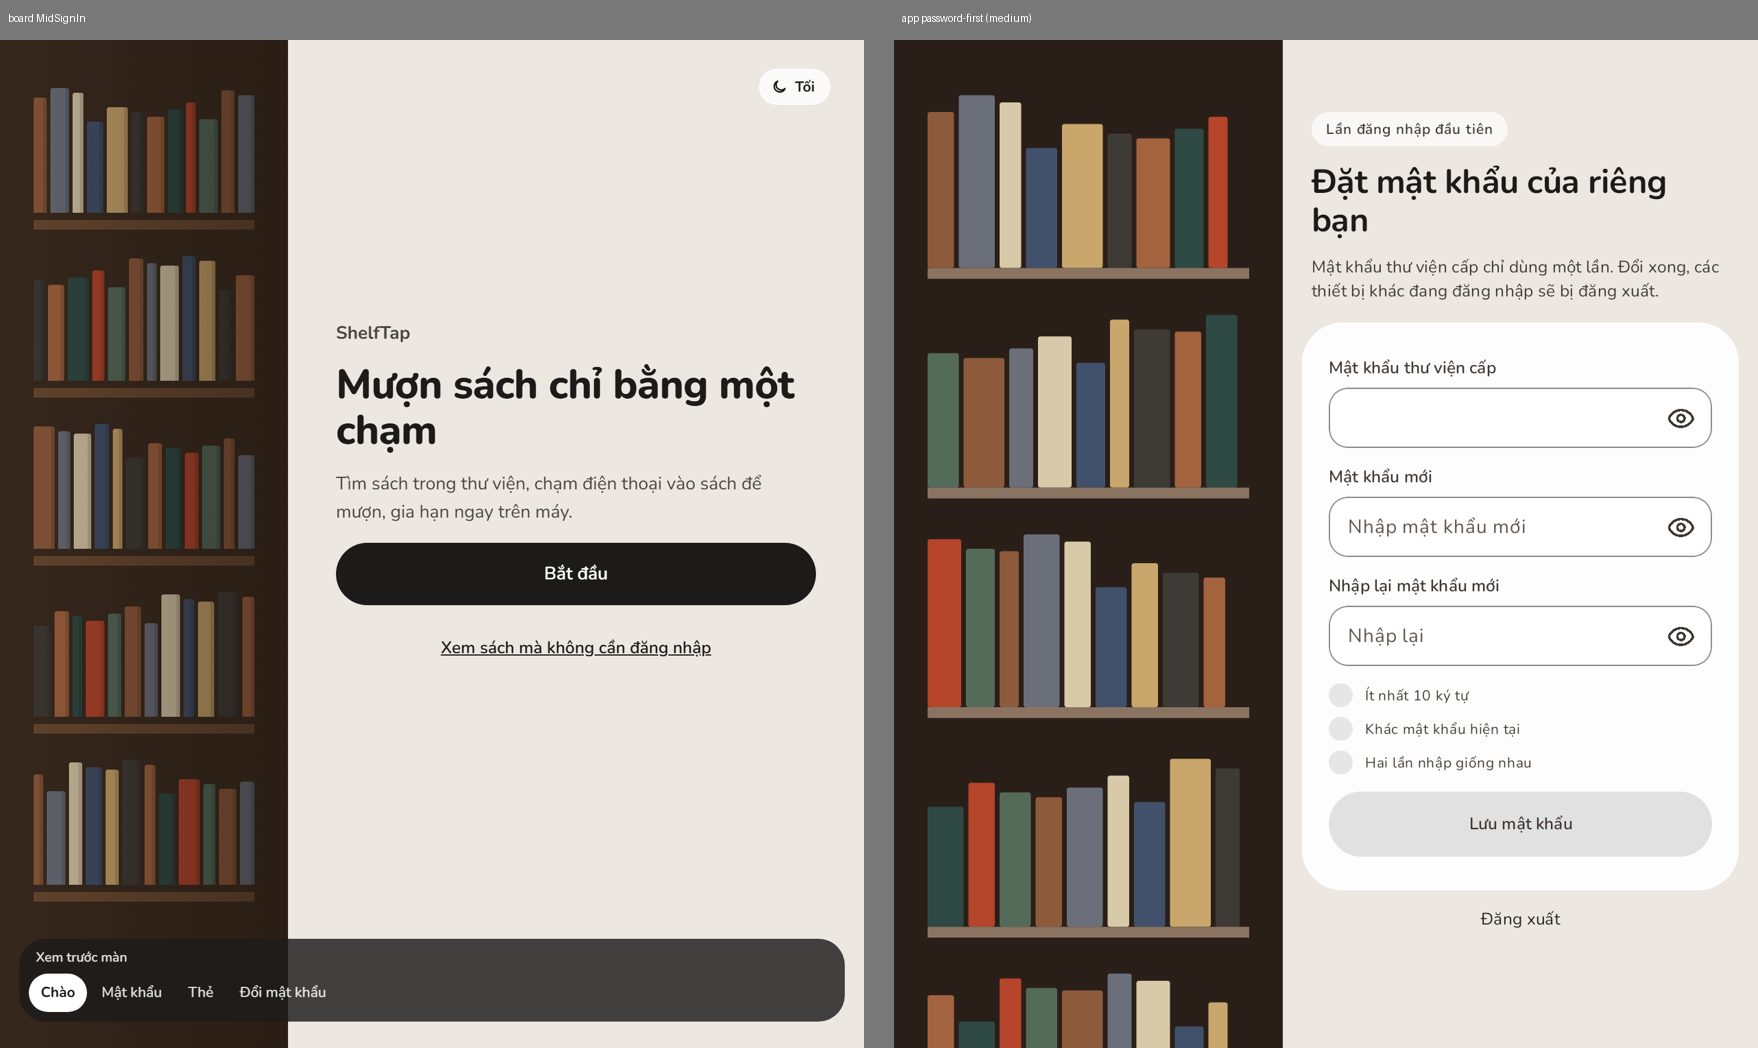 board MidSignIn
Tối
ShelfTap
Mượn sách chỉ bằng một
chạm
Tìm sách trong thư viện, chạm điện thoại vào sách để
mượn, gia hạn ngay trên máy.
Bắt đầu
Xem sách mà không cần đăng nhập
Xem trước màn
Chào Mật khẩu Thẻ Đổi mật khẩu
app password-first (medium)
Lần đăng nhập đầu tiên
Đặt mật khẩu của riêng
bạn
Mật khẩu thư viện cấp chỉ dùng một lần. Đổi xong, các
thiết bị khác đang đăng nhập sẽ bị đăng xuất.
Mật khẩu thư viện cấp
Mật khẩu mới
Nhập mật khẩu mới
Nhập lại mật khẩu mới
Nhập lại
Ít nhất 10 ký tự
Khác mật khẩu hiện tại
Hai lần nhập giống nhau
Lưu mật khẩu
Đăng xuất